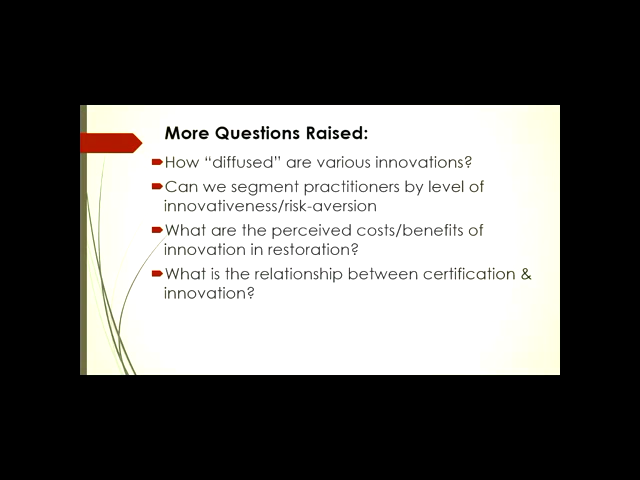 More Questions Raised:
How “diffused” are various innovations?
Can we segment practitioners by level of
innovativeness/risk-aversion
What are the perceived costs/benefits of
innovation in restoration?
What is the relationship between certification &
innovation?